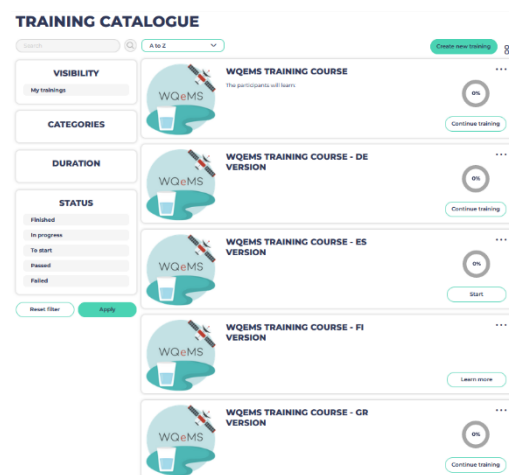 TRAINING CATALOGUE
Search
A to Z
Create new training
VISIBILITY
My trainings
CATEGORIES
DURATION
STATUS
Finished
In progress
To start
Passed
Failed
Reset filter
Apply
WQeMS
WQEMS TRAINING COURSE
The participants will learn:
0%
Continue training
WQeMS
WQEMS TRAINING COURSE - DE
VERSION
0%
Continue training
WQeMS
WQEMS TRAINING COURSE - ES
VERSION
0%
Start
WQeMS
WQEMS TRAINING COURSE - FI
VERSION
Learn more
WQeMS
WQEMS TRAINING COURSE - GR
VERSION
0%
Continue training